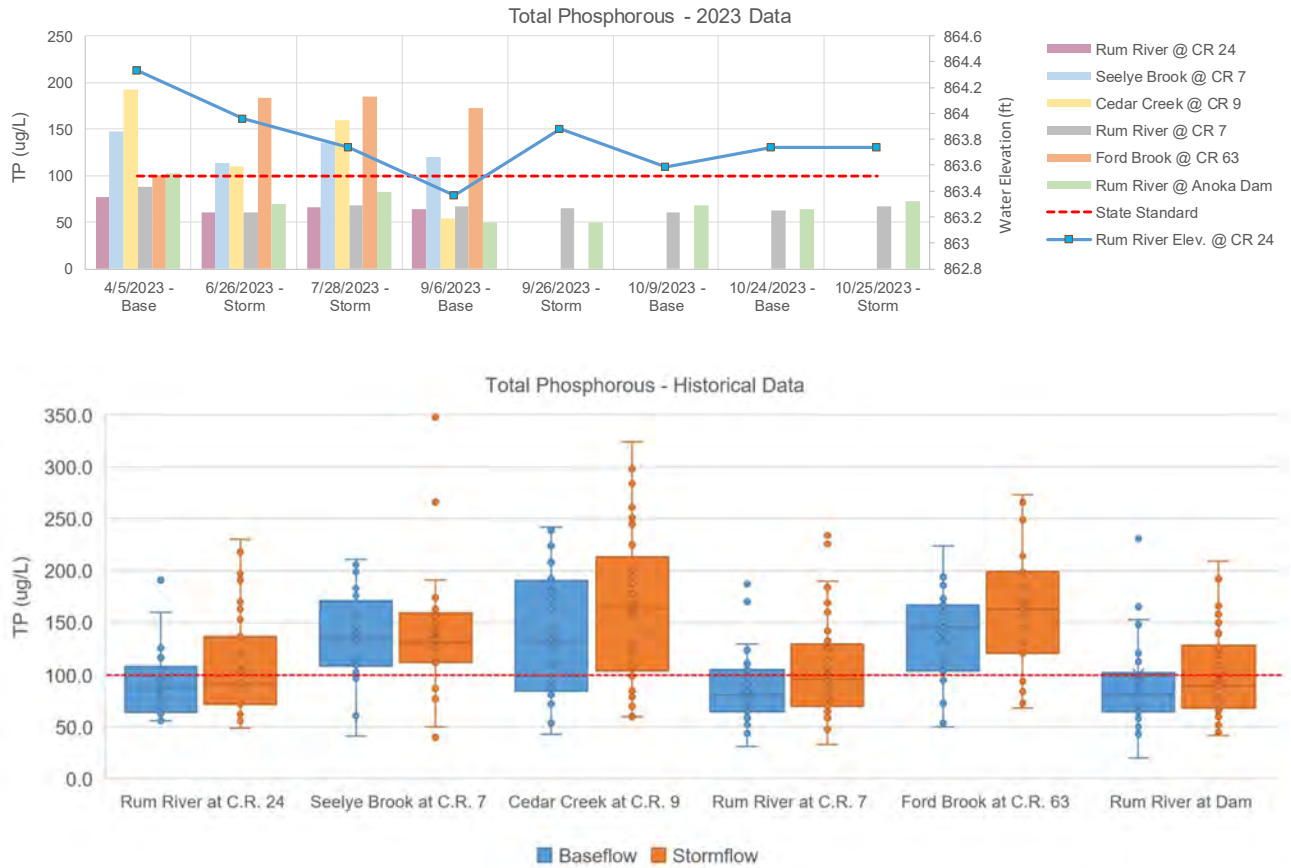 Total Phosphorous - 2023 Data
250
200
150
100
50
0
TP (ug/L)
864.6
864.4
864.2
864
863.8
863.6
863.4
863.2
863
862.8
Water Elevation (ft)
4/5/2023 -
Base
6/26/2023 -
Storm
7/28/2023 -
Storm
9/6/2023 -
Base
9/26/2023 -
Storm
10/9/2023 -
Base
10/24/2023 -
Base
10/25/2023 -
Storm
Rum River @ CR 24
Seelye Brook @ CR 7
Cedar Creek @ CR 9
Rum River @ CR 7
Ford Brook @ CR 63
Rum River @ Anoka Dam
State Standard
Rum River Elev. @ CR 24
Total Phosphorous - Historical Data
350.0
300.0
250.0
200.0
150.0
100.0
50.0
0.0
TP (ug/L)
Rum River at C.R. 24
Seelye Brook at C.R. 7
Cedar Creek at C.R. 9
Rum River at C.R. 7
Ford Brook at C.R. 63
Rum River at Dam
Baseflow
Stormflow